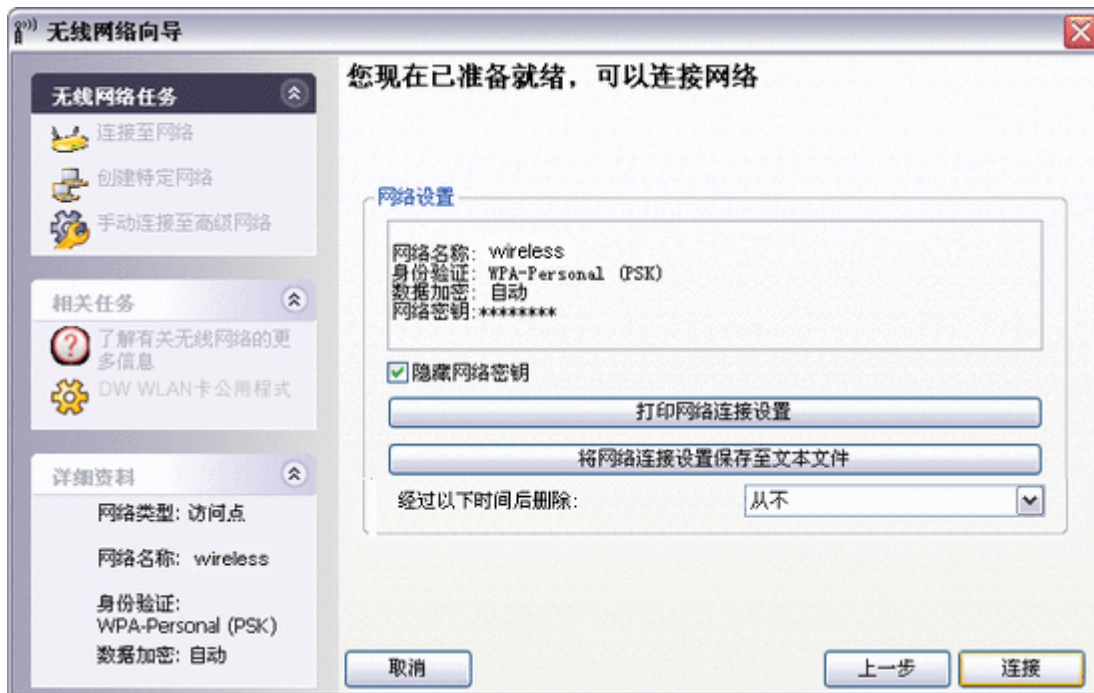 无线网络向导
无线网络任务
连接至网络
创建特定网络
手动连接至高级网络
相关任务
了解有关无线网络的更
多信息
DW WLAN卡公用程式
详细资料
网络类型: 访问点
网络名称: wireless
身份验证:
WPA-Personal (PSK)
数据加密: 自动
您现在已准备就绪，可以连接网络
网络设置
网络名称: wireless
身份验证: WPA-Personal (PSK)
数据加密: 自动
网络密钥:********
隐藏网络密钥
打印网络连接设置
将网络连接设置保存至文本文件
经过以下时间后删除:
从不
取消
上一步
连接